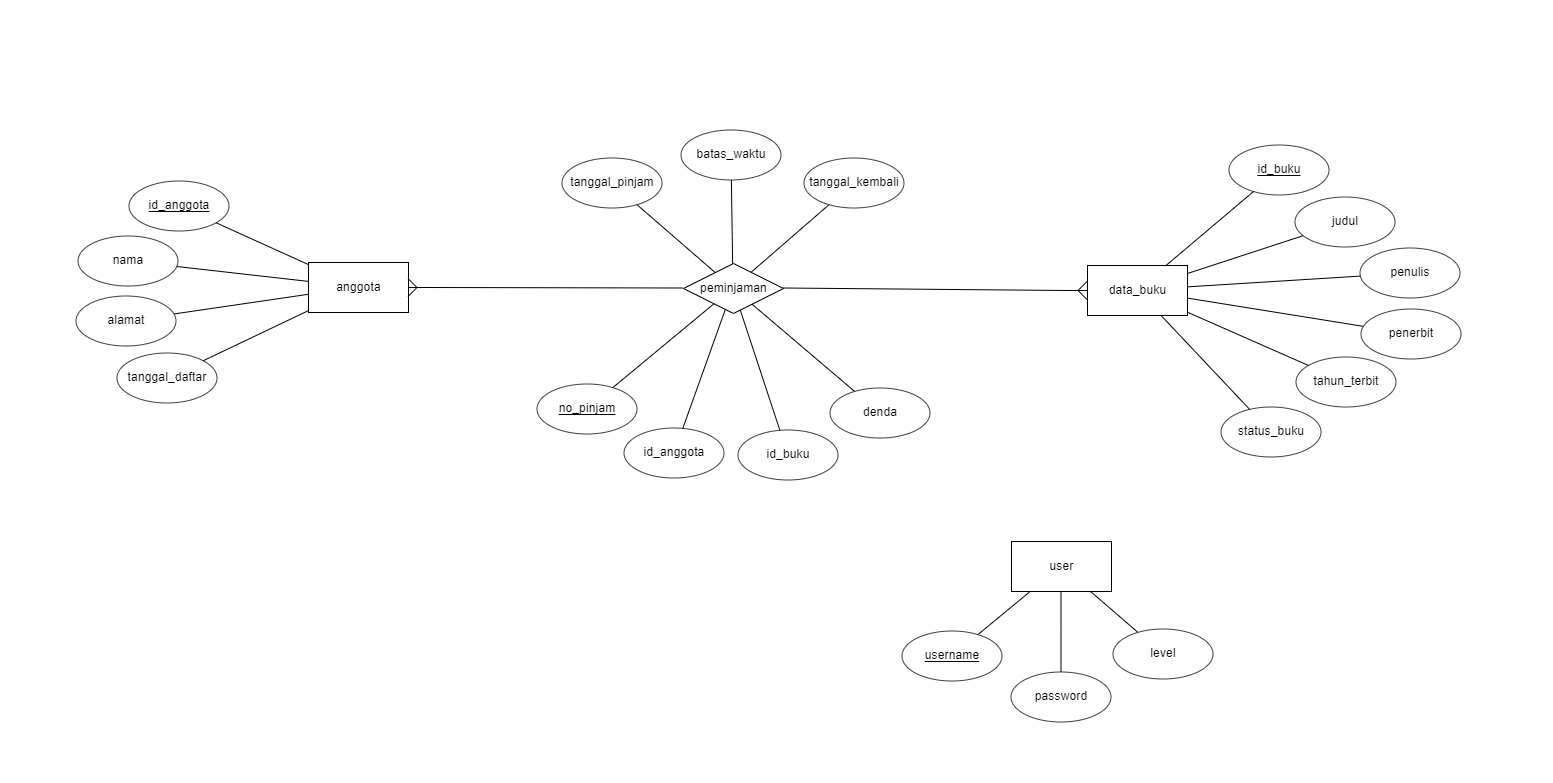 id_anggota
nama
alamat
tanggal_daftar
anggota
tanggal_pinjam
batas_waktu
tanggal_kembali
peminjaman
no_pinjam
id_anggota
id_buku
denda
data_buku
id_buku
judul
penulis
penerbit
tahun_terbit
status_buku
user
username
password
level